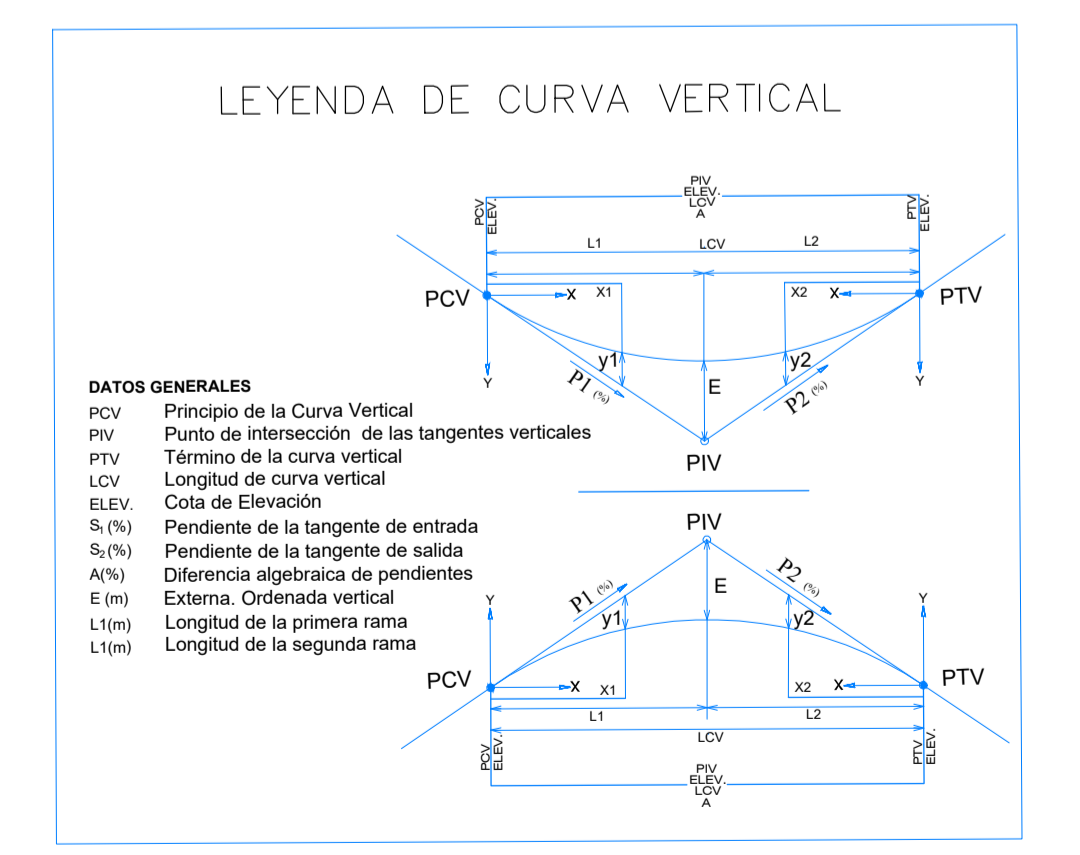 LEYENDA DE CURVA VERTICAL
PIV
ELEV.
LCV
A
PCV
ELEV.
PTV
ELEV.
L1
LCV
L2
PCV
X
X1
X2
X
PTV
Y
y1
E
y2
Y
P1 (%)
P2 (%)
PIV
DATOS GENERALES
PCV Principio de la Curva Vertical
PIV Punto de intersección de las tangentes verticales
PTV Término de la curva vertical
LCV Longitud de curva vertical
ELEV. Cota de Elevación
S₁(%) Pendiente de la tangente de entrada
S₂(%) Pendiente de la tangente de salida
A(%) Diferencia algebraica de pendientes
E (m) Externa. Ordenada vertical
L1(m) Longitud de la primera rama
L1(m) Longitud de la segunda rama
PIV
P1 (%)
P2 (%)
Y
y1
E
y2
Y
PCV
X
X1
X2
X
PTV
L1
L2
LCV
PCV
ELEV.
PTV
ELEV.
PIV
ELEV.
LCV
A